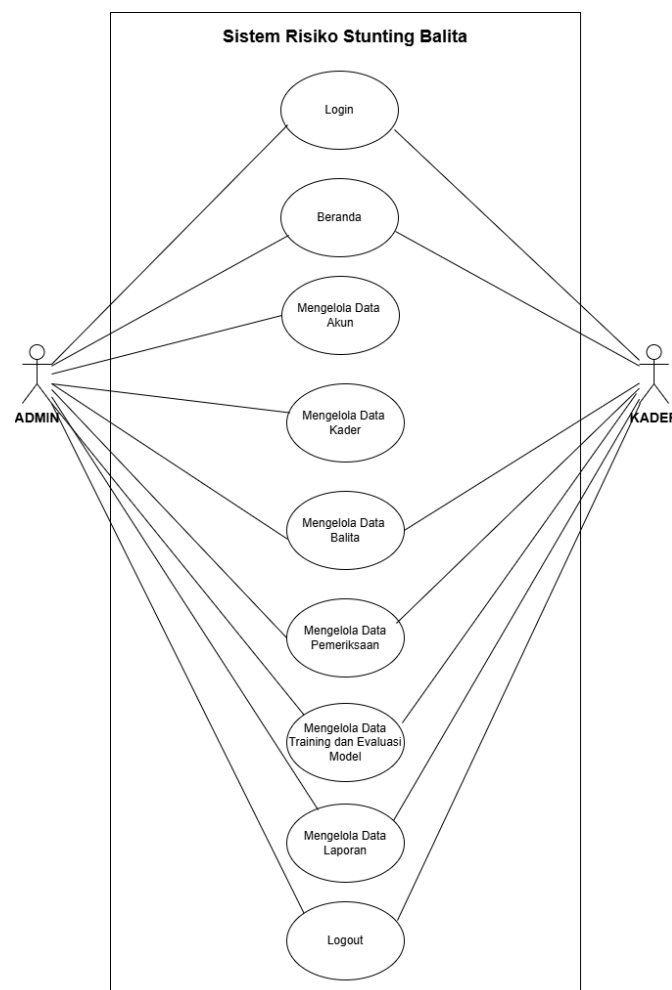 Sistem Risiko Stunting Balita
Login
Beranda
Mengelola Data
Akun
ADMIN
KADER
Mengelola Data
Kader
Mengelola Data
Balita
Mengelola Data
Pemeriksaan
Mengelola Data
Training dan Evaluasi
Model
Mengelola Data
Laporan
Logout